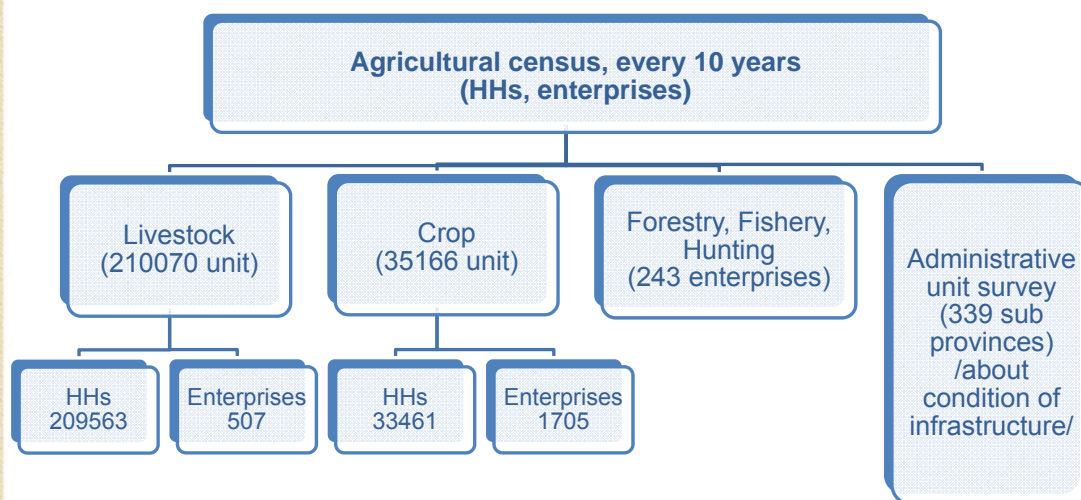 Agricultural census, every 10 years
(HHs, enterprises)
Livestock
(210070 unit)
Crop
(35166 unit)
Forestry, Fishery,
Hunting
(243 enterprises)
Administrative
unit survey
(339 sub
provinces)
/about
condition of
infrastructure/
HHs
209563
Enterprises
507
HHs
33461
Enterprises
1705